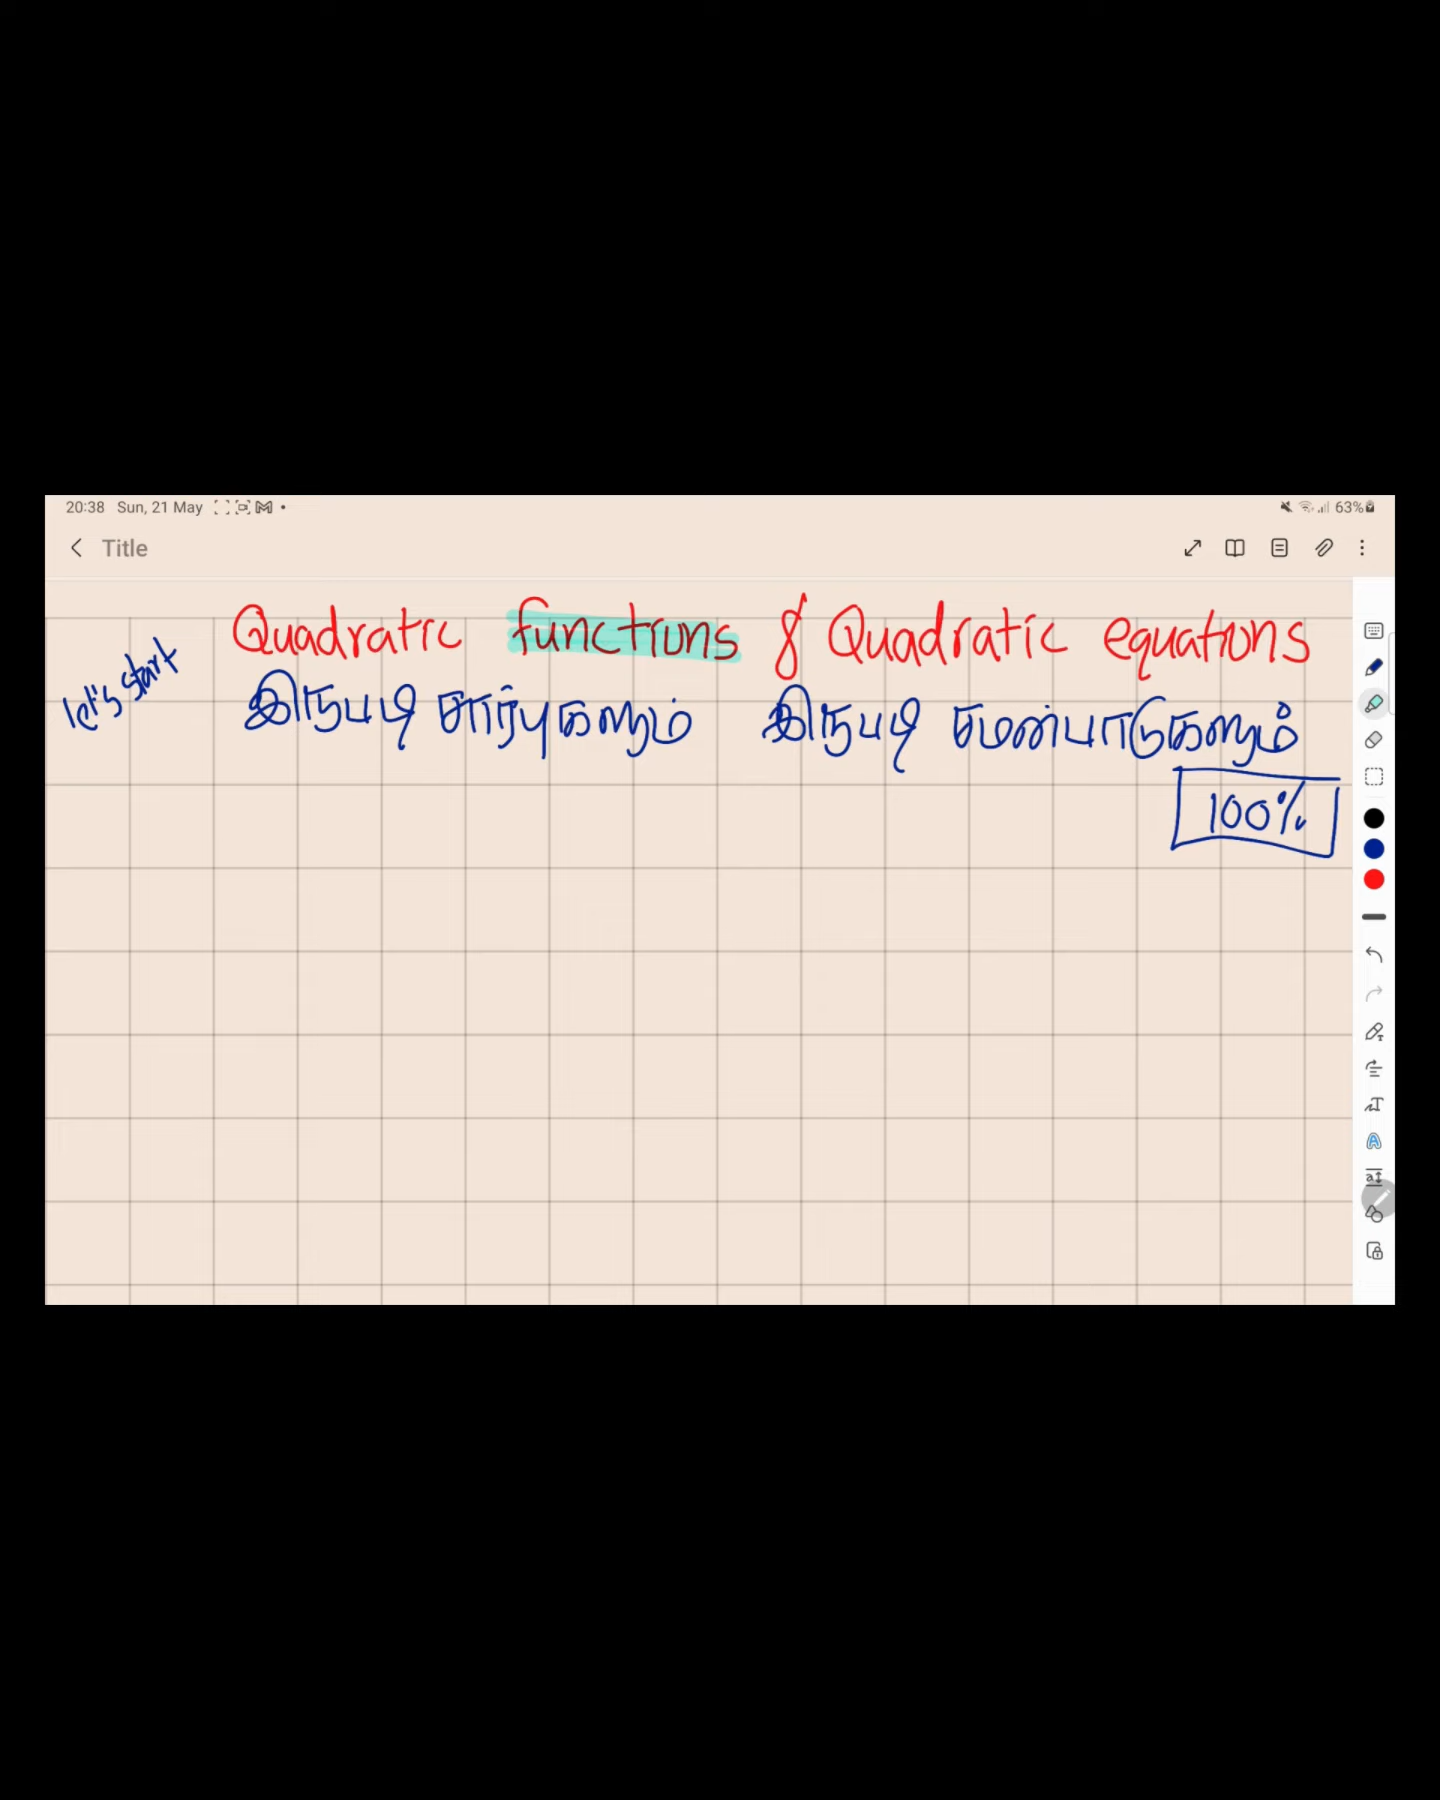 20:38 Sun, 21 May 63%
Title
Quadratic functions & Quadratic equations
let's start
இருபடி சார்புகளும் இருபடி சமன்பாடுகளும்
100%